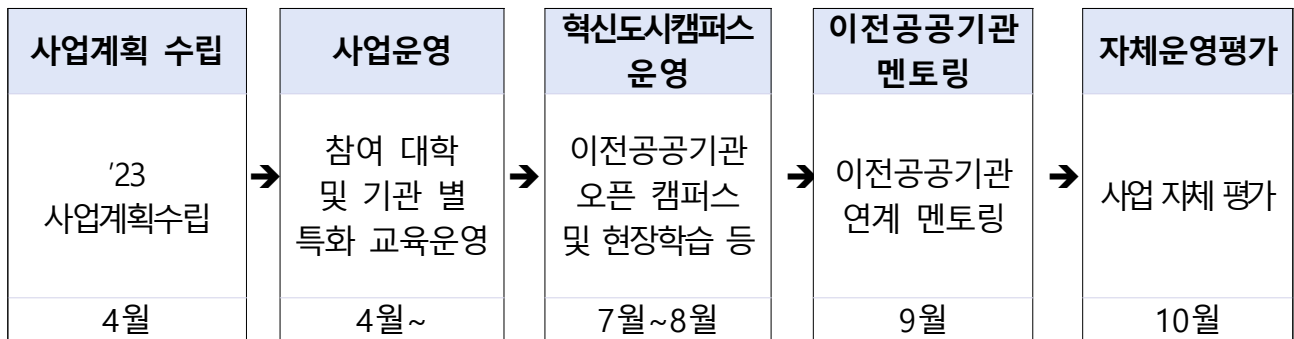 사업계획 수립
'23
사업계획수립
4월
➔
사업운영
참여 대학
및 기관 별
특화 교육운영
4월~
➔
혁신도시캠퍼스
운영
이전공공기관
오픈 캠퍼스
및 현장학습 등
7월~8월
➔
이전공공기관
멘토링
이전공공기관
연계 멘토링
9월
➔
자체운영평가
사업 자체 평가
10월